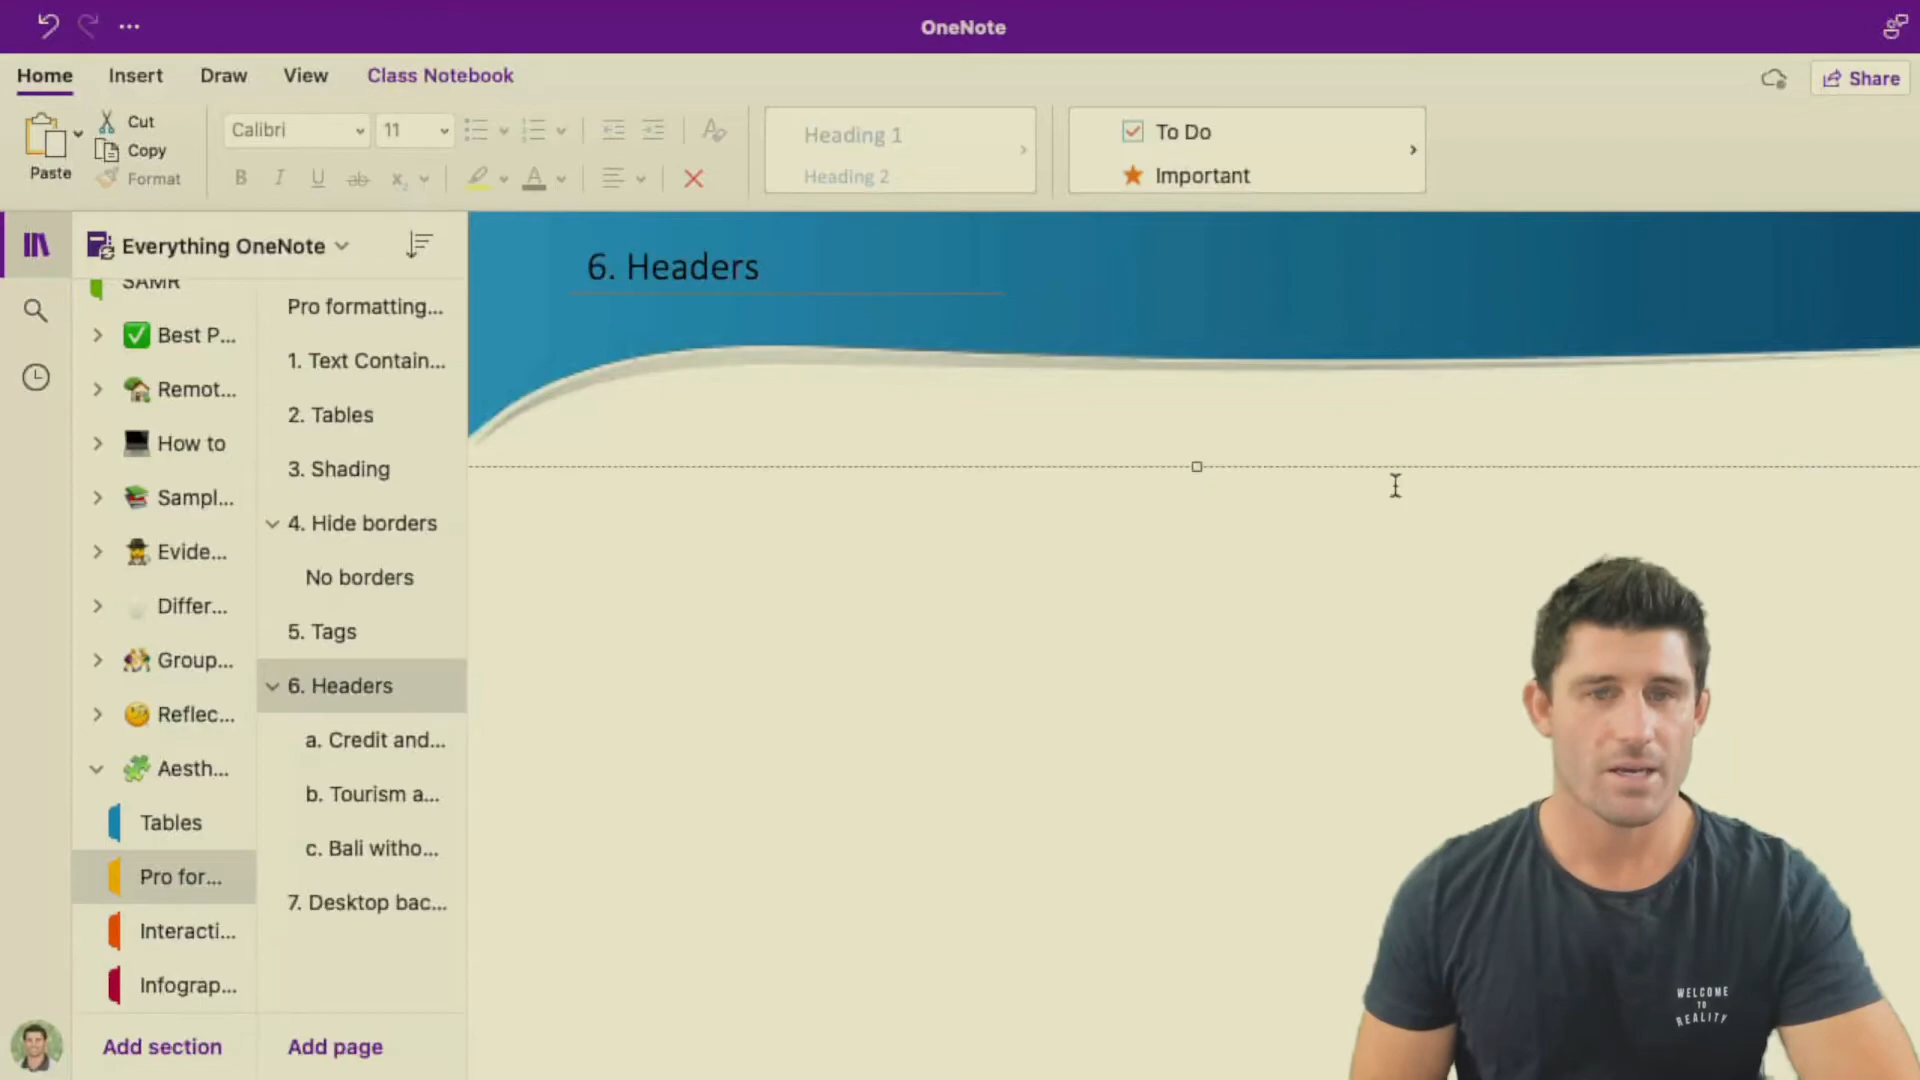 OneNote
Home Insert Draw View Class Notebook
Share
Paste
Cut
Copy
Format
Calibri 11
B I U ab x
A
Heading 1
Heading 2
To Do
Important
Everything OneNote
SAMR
Best P...
Remot...
How to
Sampl...
Evide...
Differ...
Group...
Reflec...
Aesth...
Tables
Pro for...
Interacti...
Infograp...
Add section
Pro formatting...
1. Text Contain...
2. Tables
3. Shading
4. Hide borders
No borders
5. Tags
6. Headers
a. Credit and...
b. Tourism a...
c. Bali witho...
7. Desktop bac...
Add page
6. Headers
WELCOME
TO
REALITY